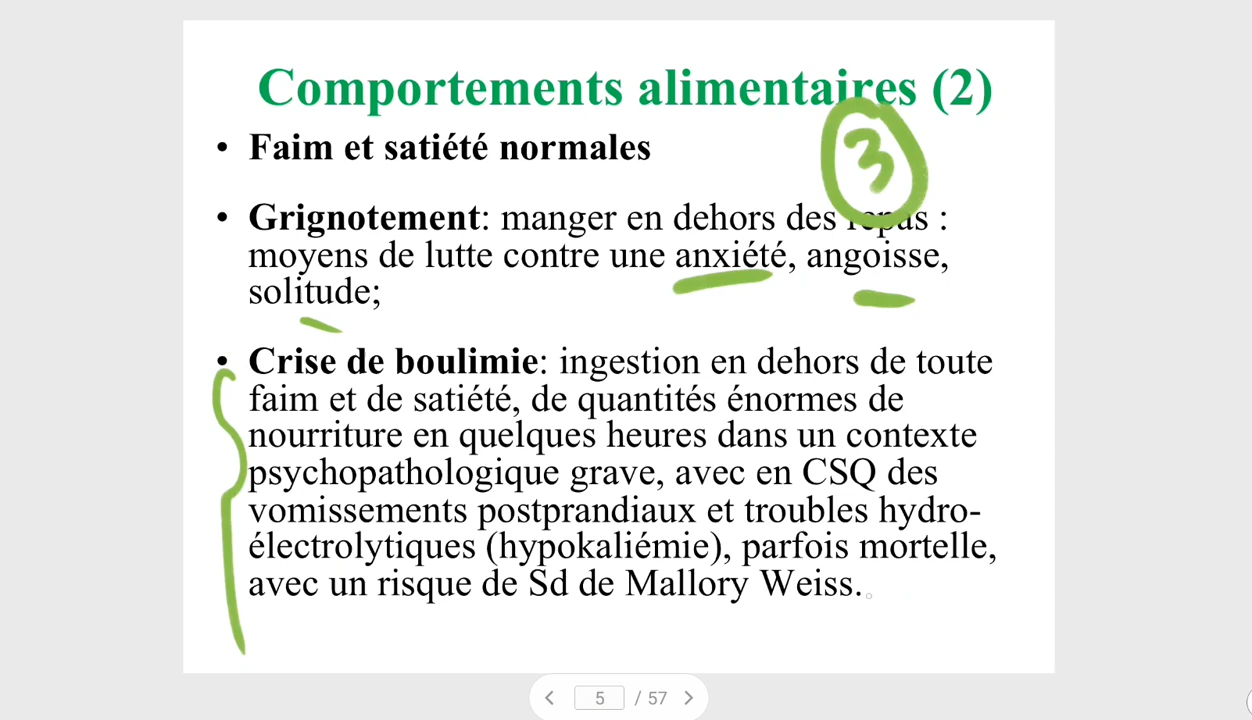 Comportements alimentaires (2)
• Faim et satiété normales
3
• Grignotement: manger en dehors des repas :
moyens de lutte contre une anxiété, angoisse,
solitude;
• Crise de boulimie: ingestion en dehors de toute
faim et de satiété, de quantités énormes de
nourriture en quelques heures dans un contexte
psychopathologique grave, avec en CSQ des
vomissements postprandiaux et troubles hydro-
électrolytiques (hypokaliémie), parfois mortelle,
avec un risque de Sd de Mallory Weiss.
5 / 57